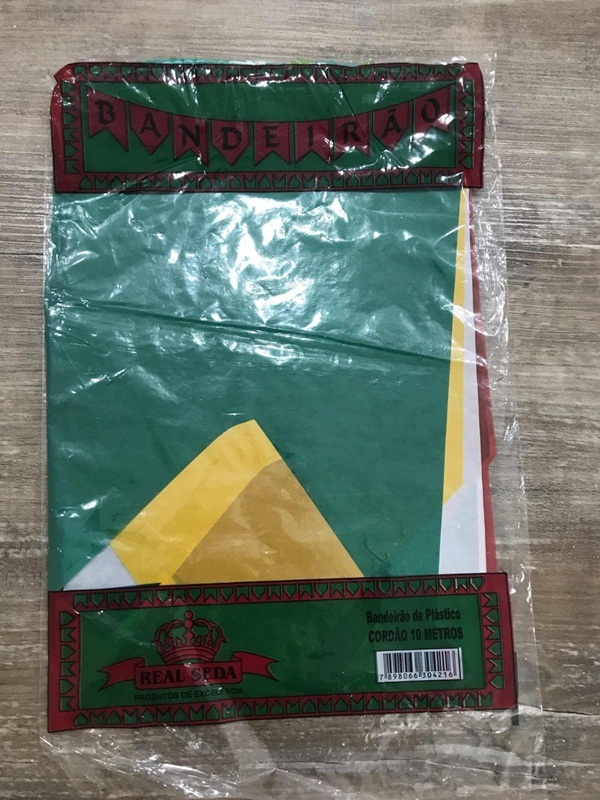 BANDEIRÃO
Bandeirão de Plástico
CORDÃO 10 METROS
REAL SEDA
PRODUTOS DE EXCELÊNCIA
7 898066 304216